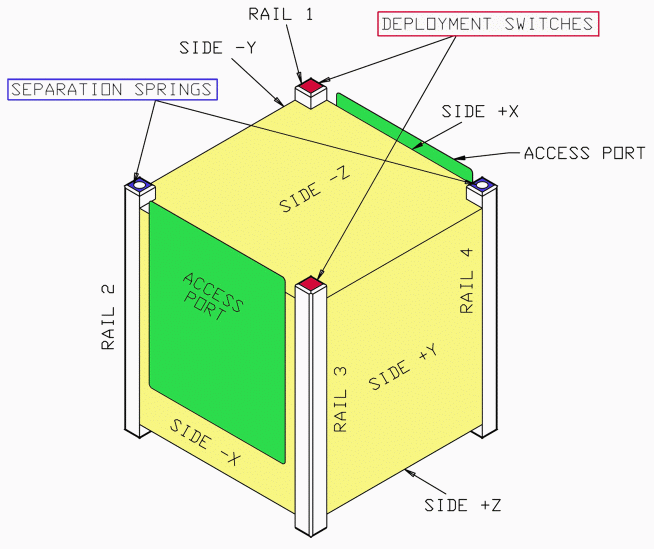 RAIL 1
DEPLOYMENT SWITCHES
SIDE -Y
SEPARATION SPRINGS
SIDE +X
ACCESS PORT
SIDE -Z
ACCESS
PORT
RAIL 2
RAIL 4
RAIL 3
SIDE +Y
SIDE -X
SIDE +Z